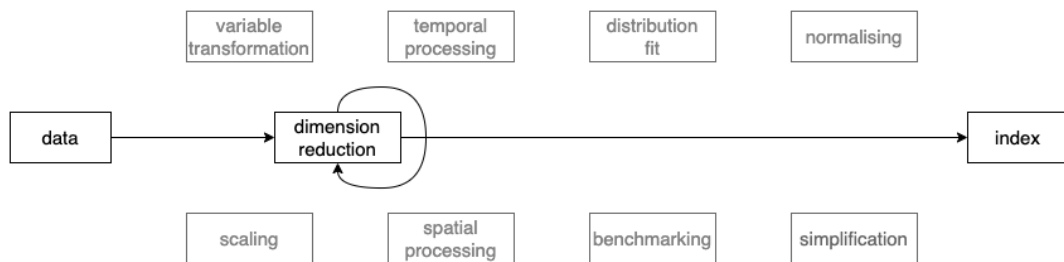 variable
transformation
temporal
processing
distribution
fit
normalising
data
dimension
reduction
index
scaling
spatial
processing
benchmarking
simplification